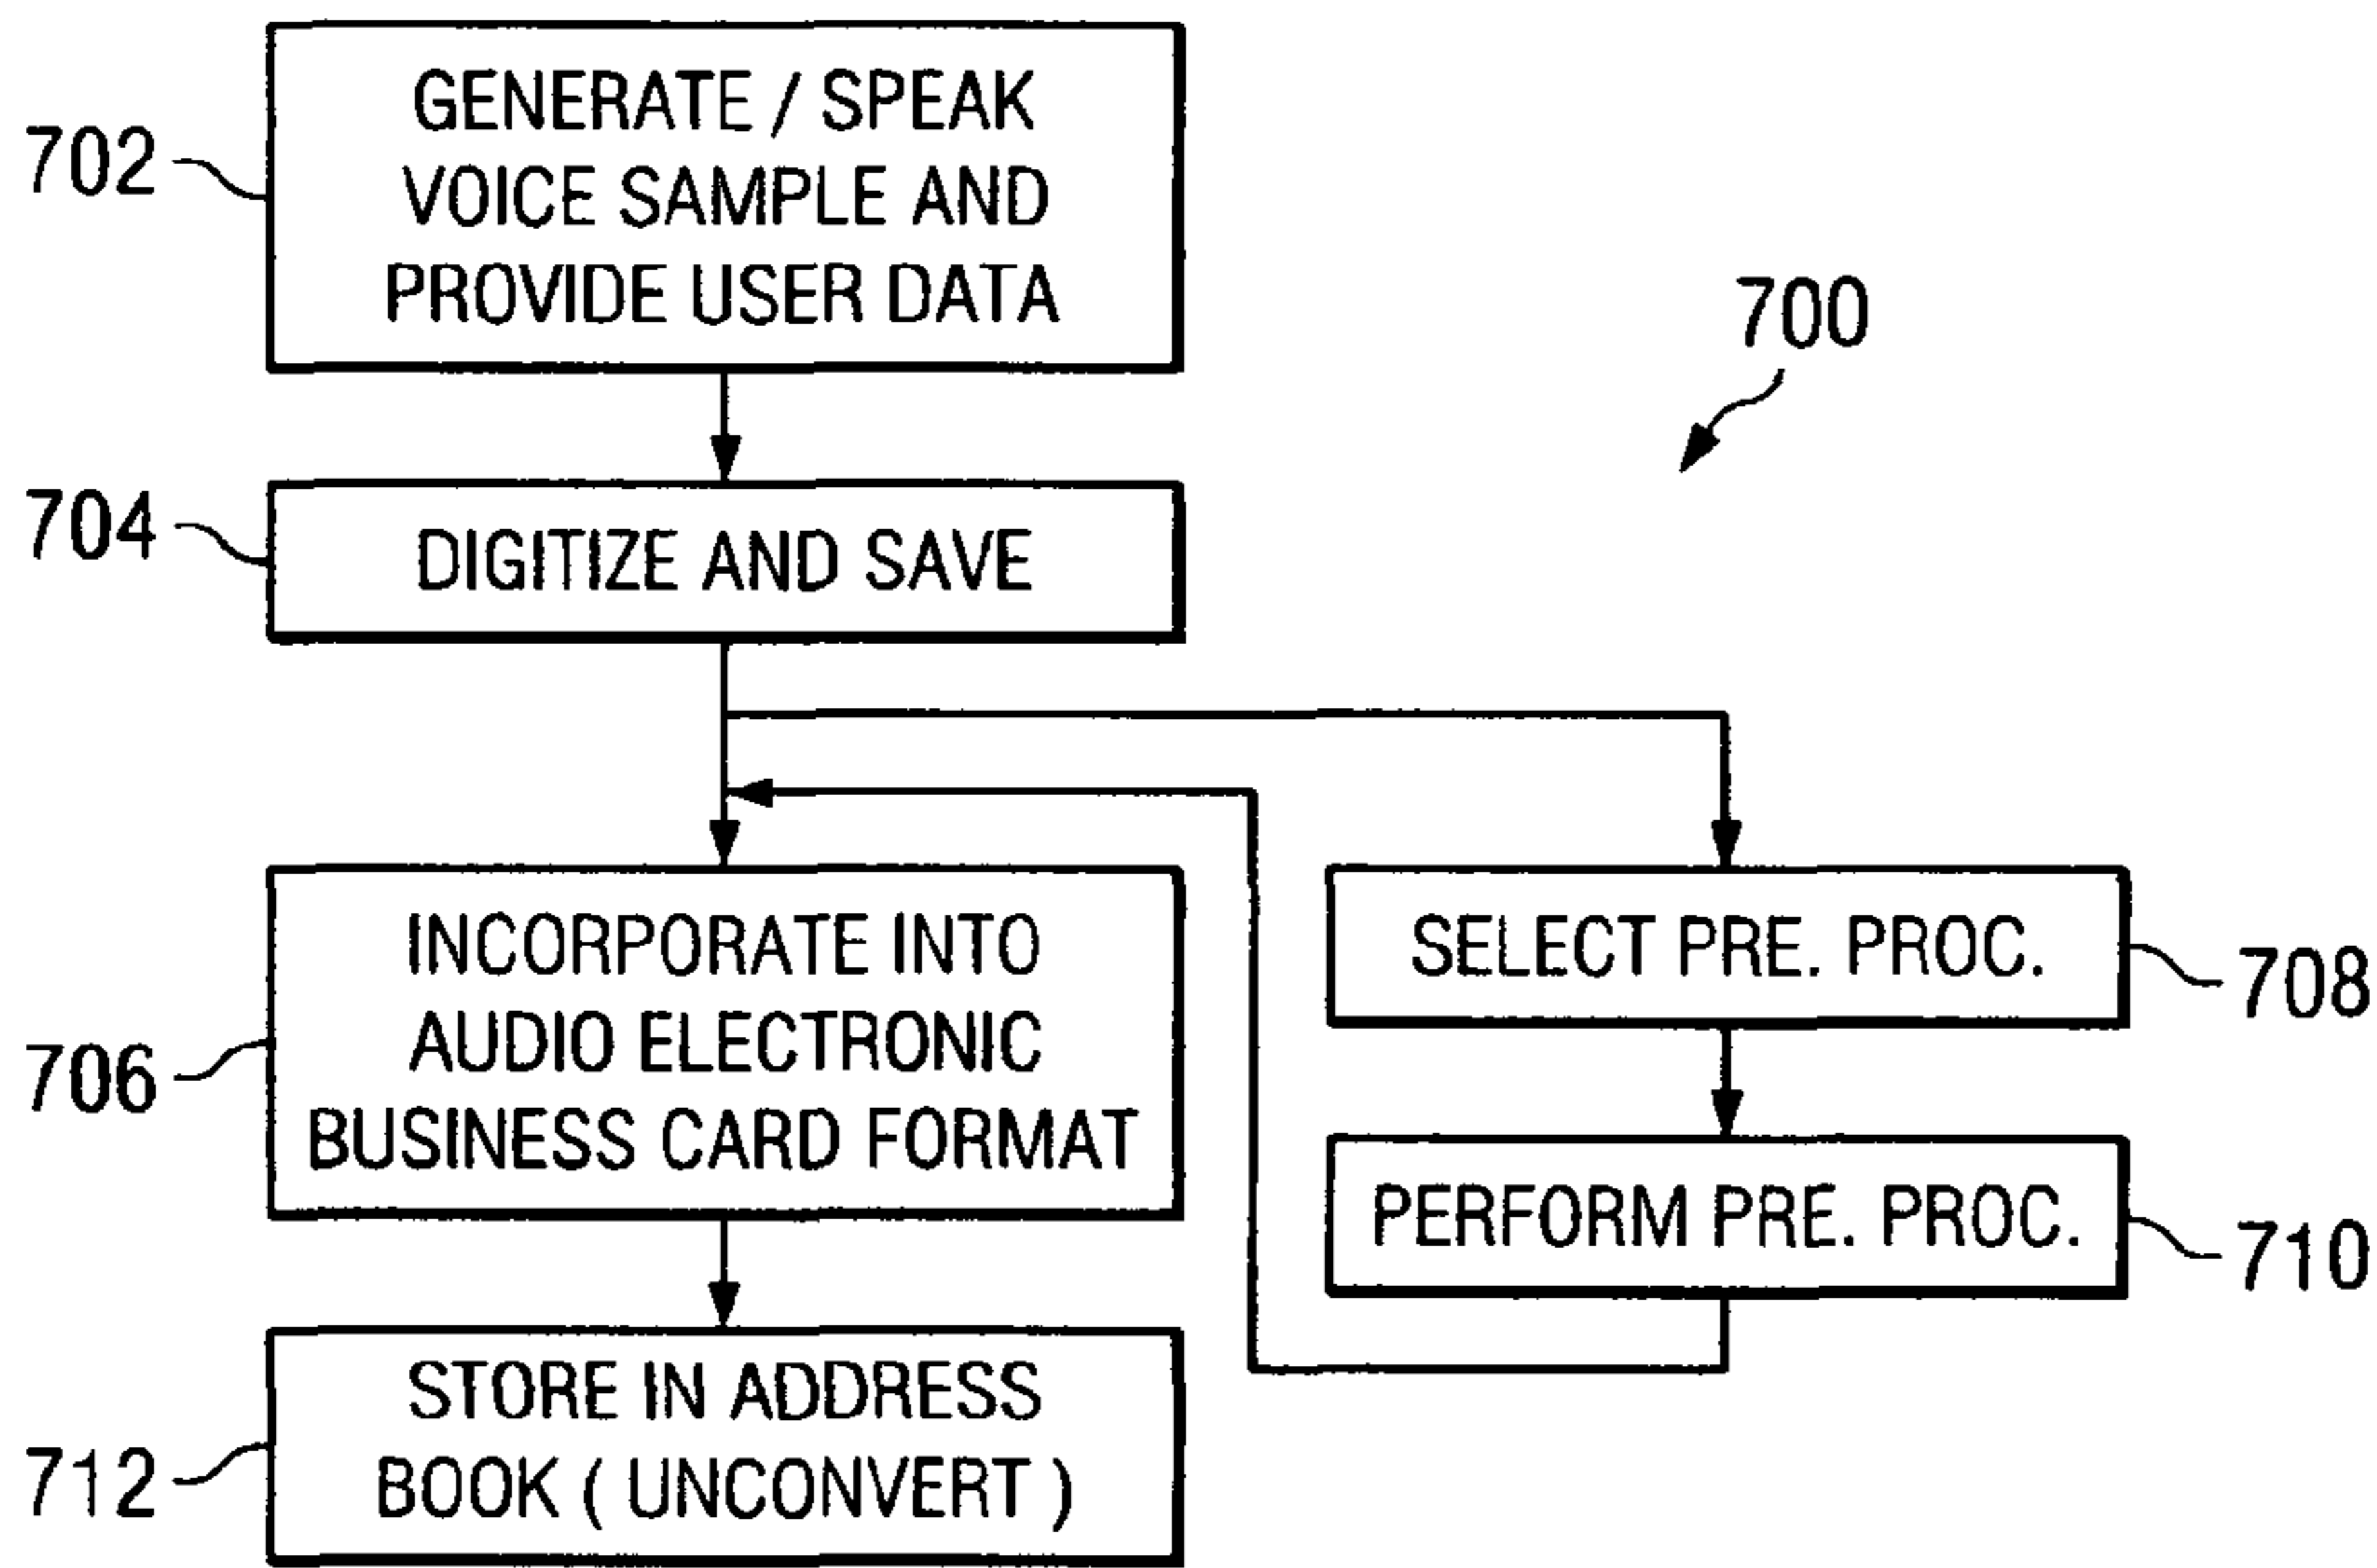 702
GENERATE / SPEAK
VOICE SAMPLE AND
PROVIDE USER DATA
700
704
DIGITIZE AND SAVE
706
INCORPORATE INTO
AUDIO ELECTRONIC
BUSINESS CARD FORMAT
SELECT PRE. PROC.
708
PERFORM PRE. PROC.
710
712
STORE IN ADDRESS
BOOK ( UNCONVERT )